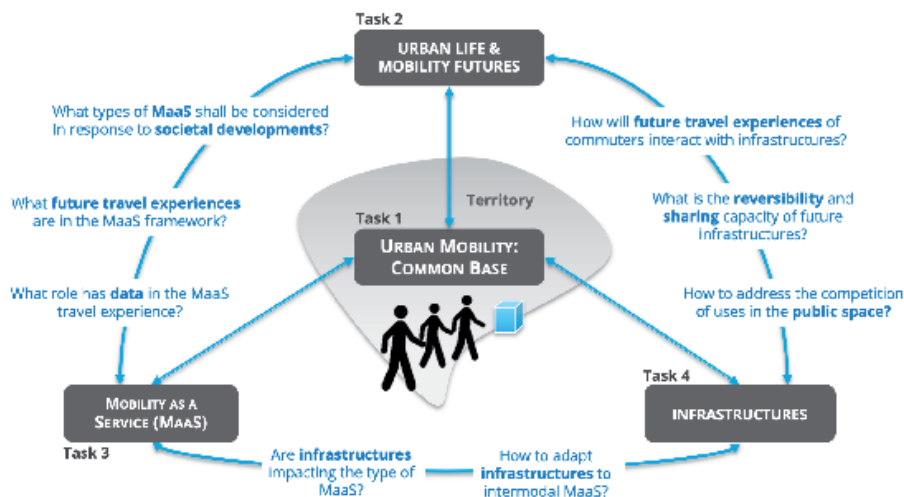 Task 2
URBAN LIFE &
MOBILITY FUTURES
What types of MaaS shall be considered
In response to societal developments?
How will future travel experiences of
commuters interact with infrastructures?
What future travel experiences
are in the MaaS framework?
Territory
What is the reversibility and
sharing capacity of future
infrastructures?
Task 1
URBAN MOBILITY:
COMMON BASE
What role has data in the MaaS
travel experience?
How to address the competition
of uses in the public space?
Task 4
MOBILITY AS A
SERVICE (MAAS)
INFRASTRUCTURES
Task 3
Are infrastructures
impacting the type of
MaaS?
How to adapt
infrastructures to
intermodal MaaS?